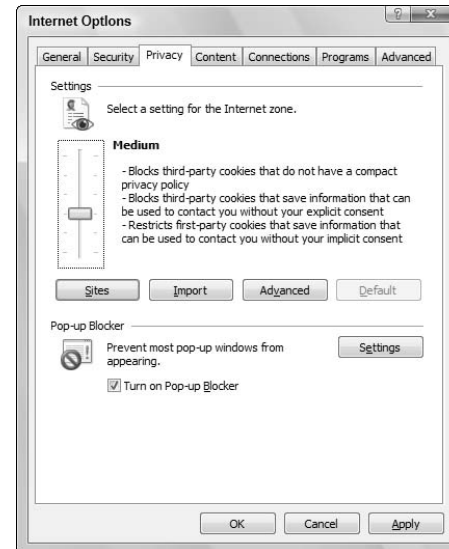 Internet Options
General Security Privacy Content Connections Programs Advanced
Settings
Select a setting for the Internet zone.
Medium
- Blocks third-party cookies that do not have a compact
privacy policy
- Blocks third-party cookies that save information that can
be used to contact you without your explicit consent
- Restricts first-party cookies that save information that
can be used to contact you without your implicit consent
Sites Import Advanced Default
Pop-up Blocker
Prevent most pop-up windows from
appearing.
Settings
Turn on Pop-up Blocker
OK Cancel Apply